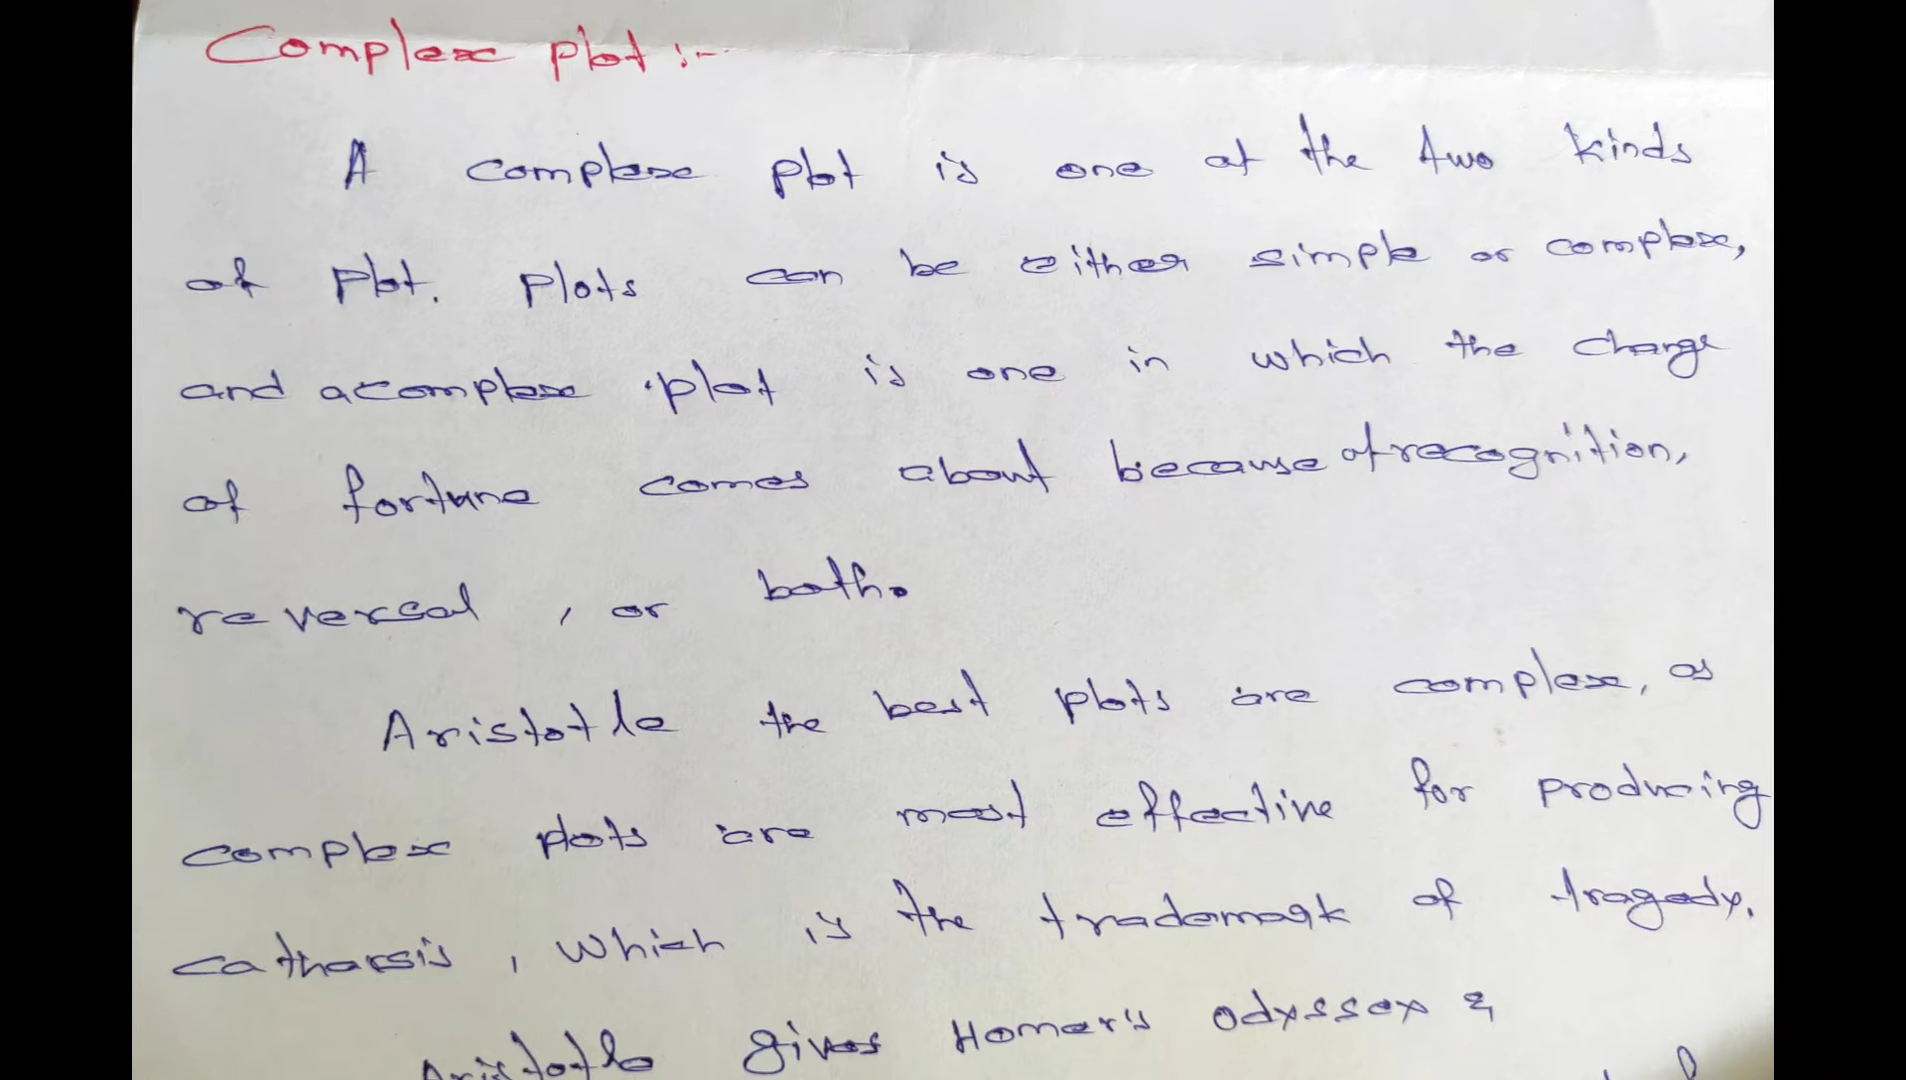 Complex plot :-
A complex plot is one at the two kinds
of plot. Plots can be either simple or complex,
and a complex plot is one in which the change
of fortune comes about because of recognition,
reversal, or both.
Aristotle the best plots are complex, as
complex plots are most effective for producing
catharsis, which is the trademark of tragedy.
Aristotle gives Homer's odyssey &